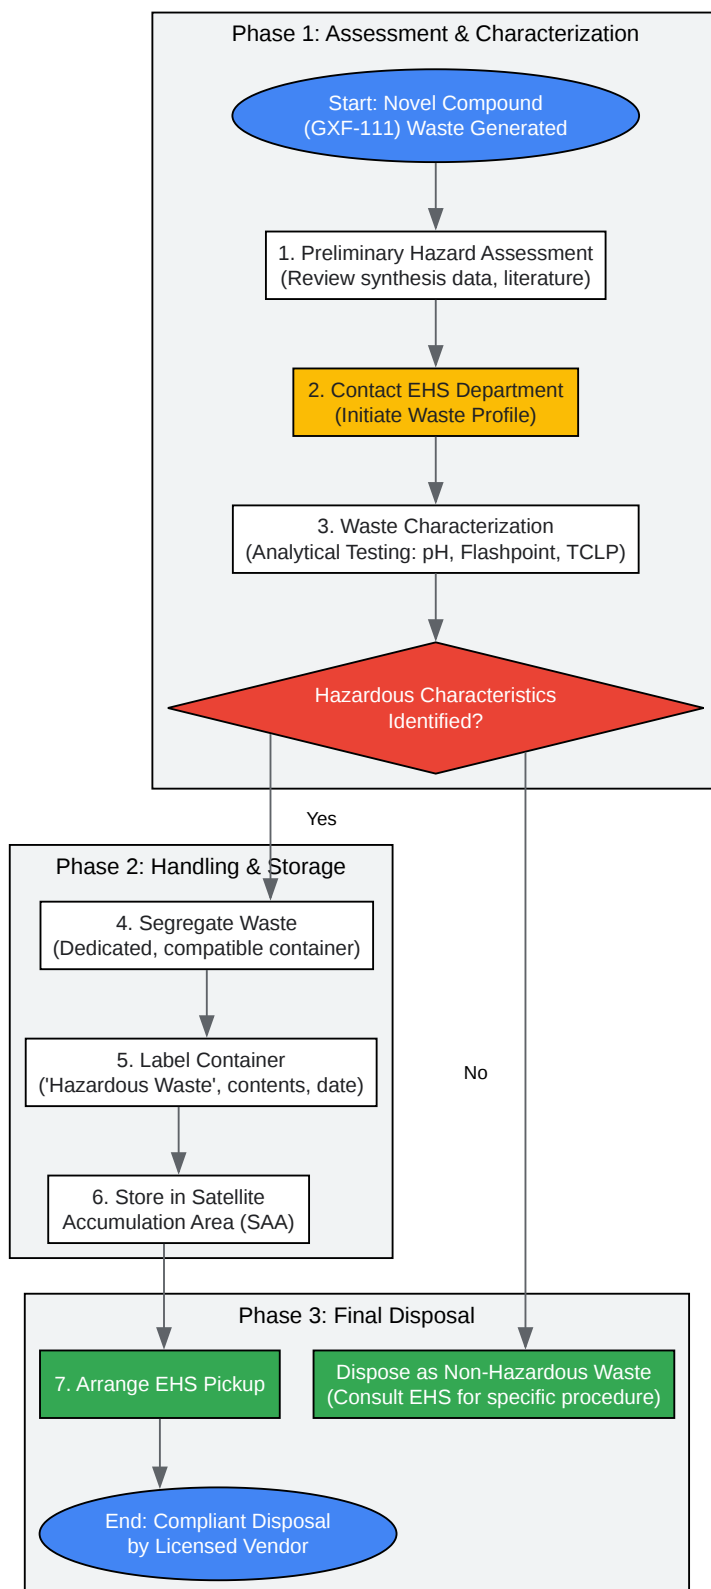 Phase 1: Assessment & Characterization
Start: Novel Compound
(GXF-111) Waste Generated
1. Preliminary Hazard Assessment
(Review synthesis data, literature)
2. Contact EHS Department
(Initiate Waste Profile)
3. Waste Characterization
(Analytical Testing: pH, Flashpoint, TCLP)
Hazardous Characteristics
Identified?
Yes
Phase 2: Handling & Storage
4. Segregate Waste
(Dedicated, compatible container)
5. Label Container
('Hazardous Waste', contents, date)
No
6. Store in Satellite
Accumulation Area (SAA)
Phase 3: Final Disposal
7. Arrange EHS Pickup
Dispose as Non-Hazardous Waste
(Consult EHS for specific procedure)
End: Compliant Disposal
by Licensed Vendor